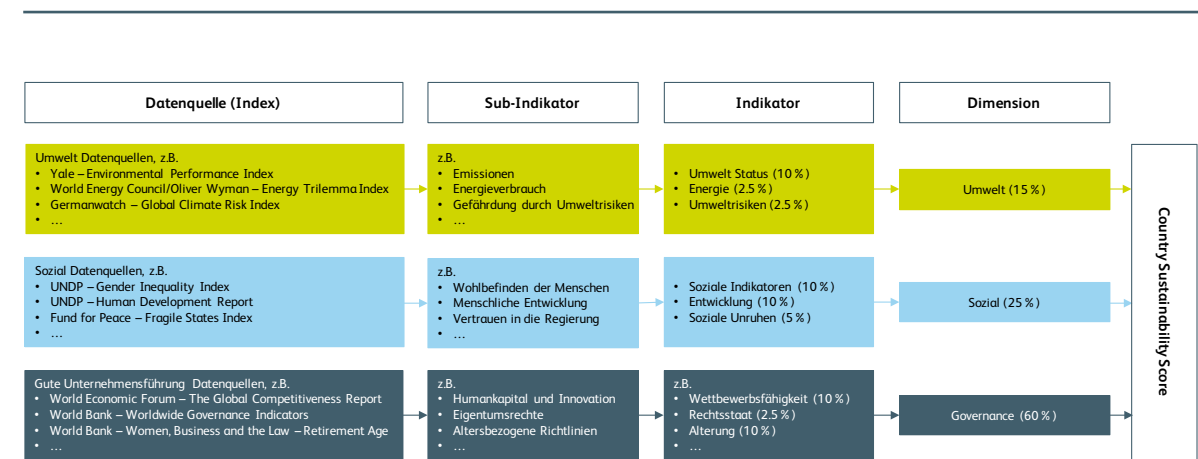 Datenquelle (Index)
Sub-Indikator
Indikator
Dimension
Umwelt Datenquellen, z.B.
• Yale – Environmental Performance Index
• World Energy Council/Oliver Wyman – Energy Trilemma Index
• Germanwatch – Global Climate Risk Index
• …
z.B.
• Emissionen
• Energieverbrauch
• Gefährdung durch Umweltrisiken
• …
• Umwelt Status (10 %)
• Energie (2.5 %)
• Umweltrisiken (2.5 %)
Umwelt (15 %)
Sozial Datenquellen, z.B.
• UNDP – Gender Inequality Index
• UNDP – Human Development Report
• Fund for Peace – Fragile States Index
• …
z.B.
• Wohlbefinden der Menschen
• Menschliche Entwicklung
• Vertrauen in die Regierung
• …
• Soziale Indikatoren (10 %)
• Entwicklung (10 %)
• Soziale Unruhen (5 %)
Sozial (25 %)
Gute Unternehmensführung Datenquellen, z.B.
• World Economic Forum – The Global Competitiveness Report
• World Bank – Worldwide Governance Indicators
• World Bank – Women, Business and the Law – Retirement Age
• …
z.B.
• Humankapital und Innovation
• Eigentumsrechte
• Altersbezogene Richtlinien
• …
z.B.
• Wettbewerbsfähigkeit (10 %)
• Rechtsstaat (2.5 %)
• Alterung (10 %)
• …
Governance (60 %)
Country Sustainability Score